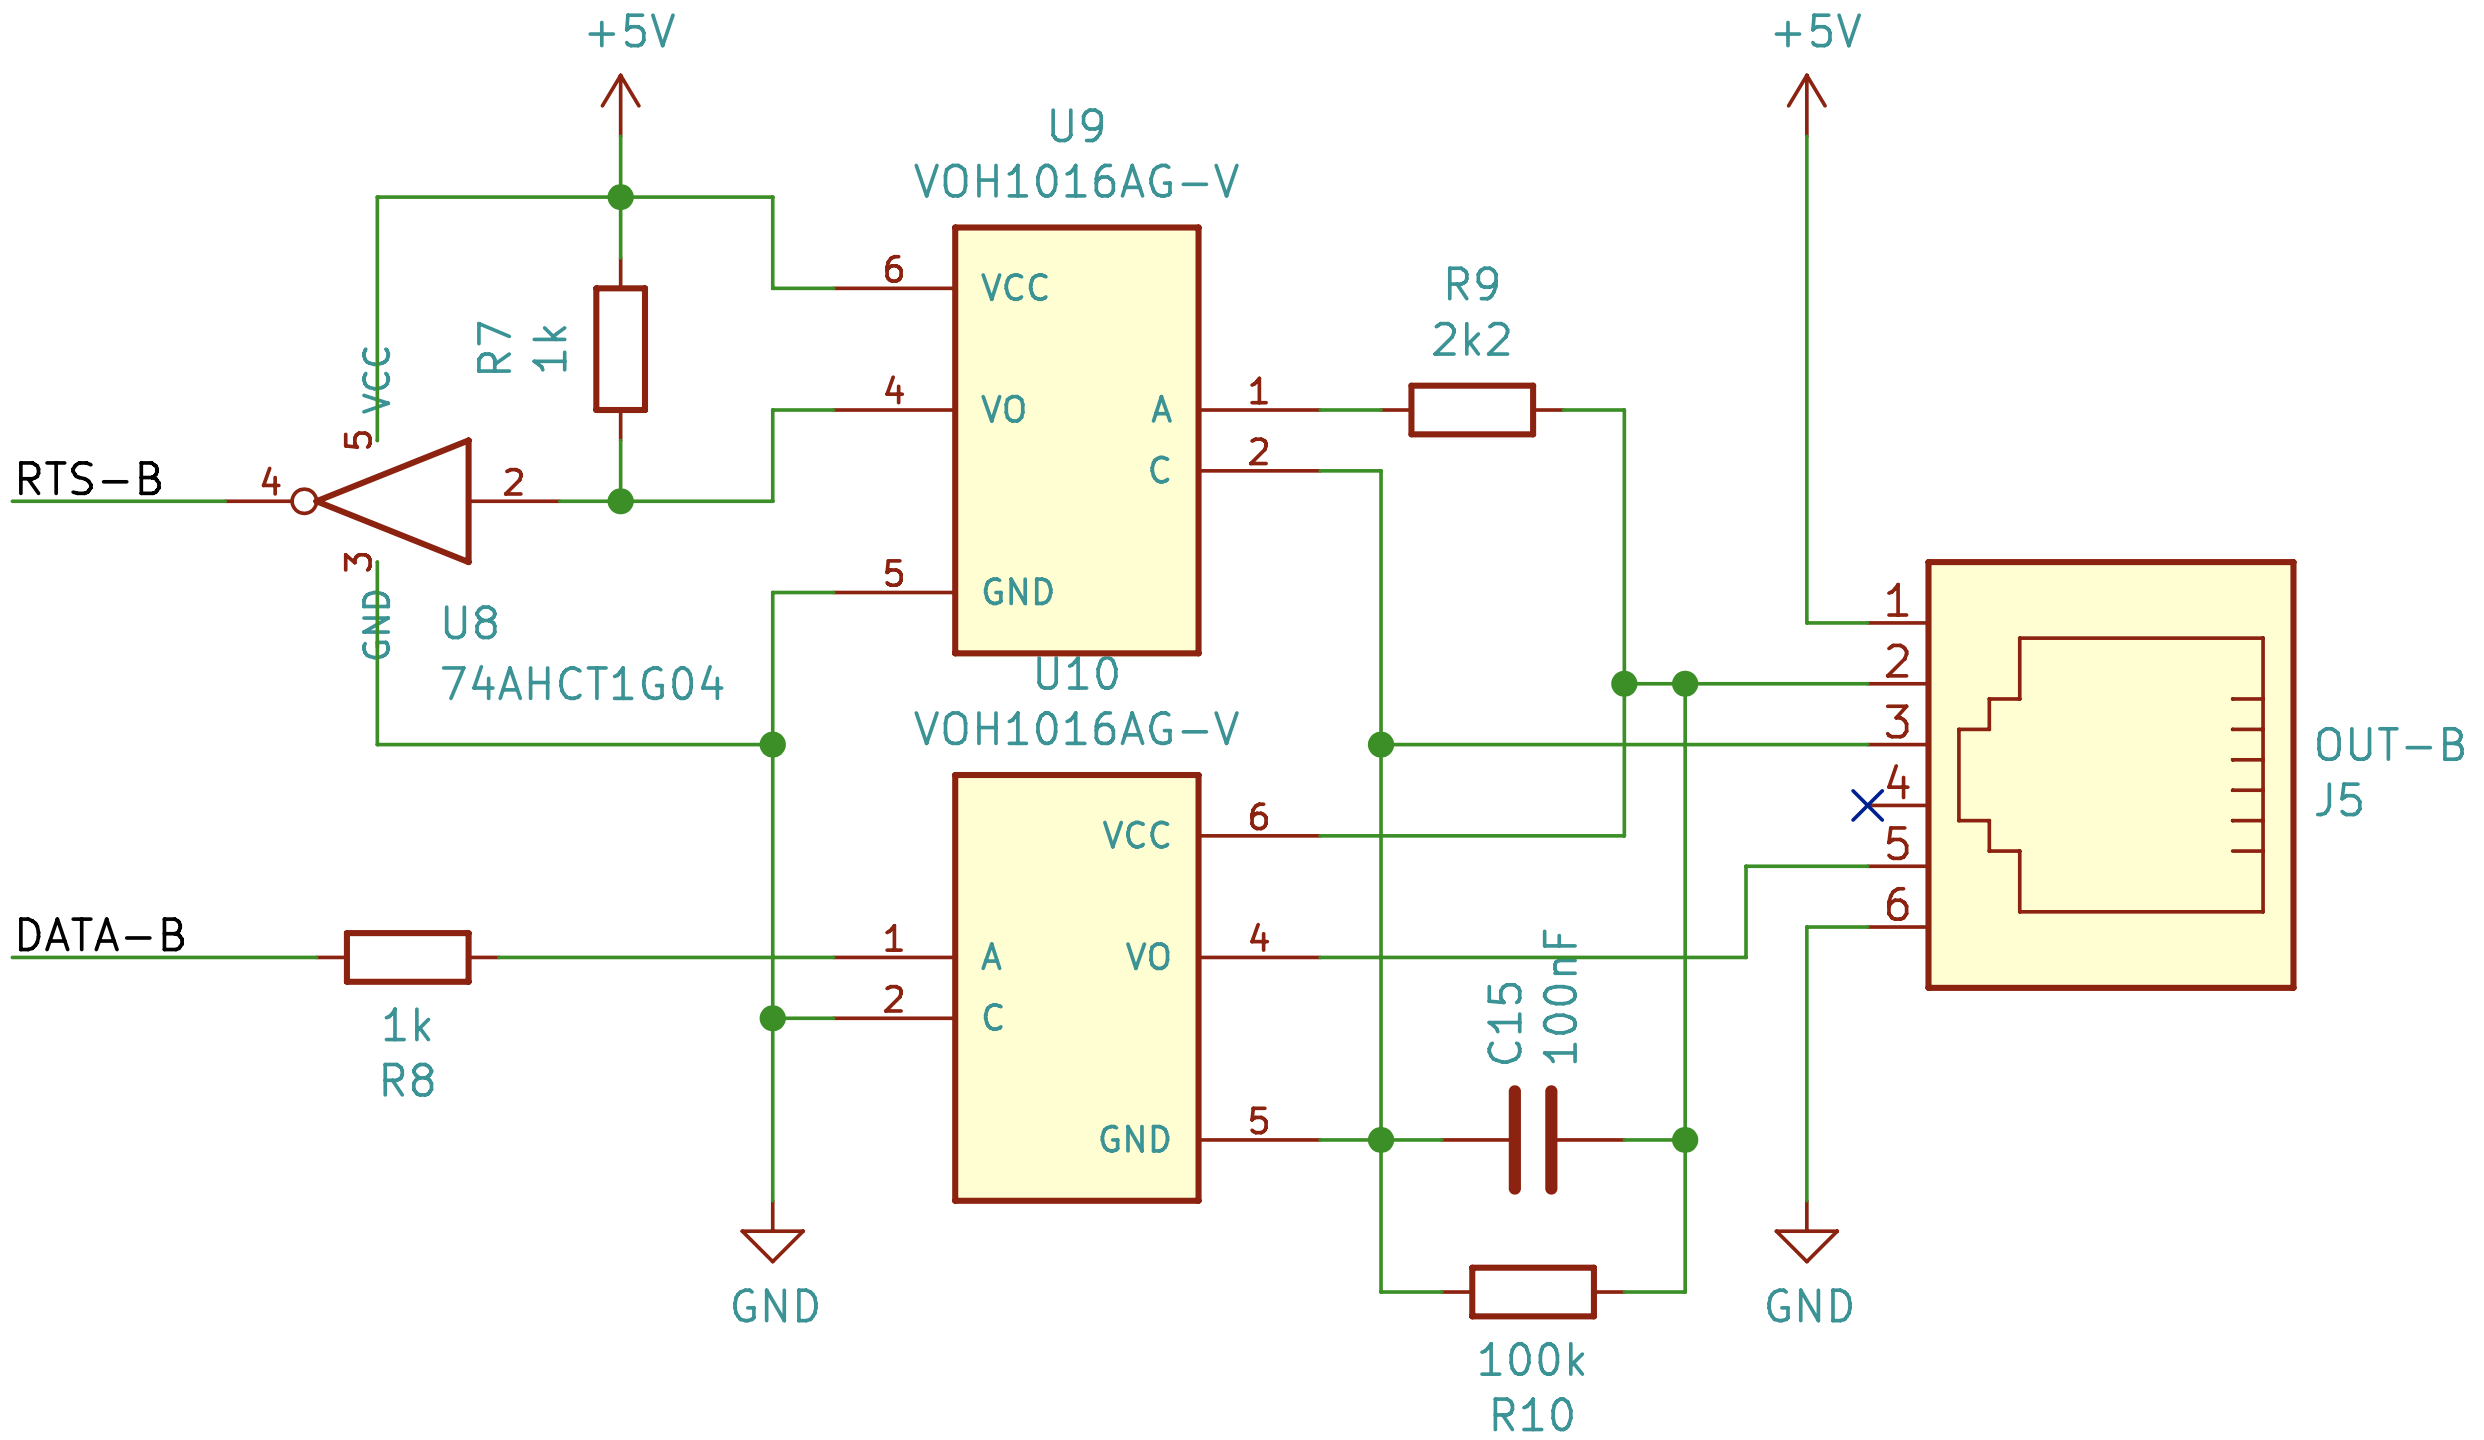 +5V
+5V
U9
VOH1016AG-V
6
VCC
R7
1k
4
VO
A
1
C
2
5
GND
R9
2k2
VCC
5
RTS-B
4
2
3
GND
U8
74AHCT1G04
U10
VOH1016AG-V
VCC
6
1
A
VO
4
2
C
GND
5
DATA-B
1k
R8
C15
100nF
1
2
3
4
5
6
OUT-B
J5
GND
GND
100k
R10